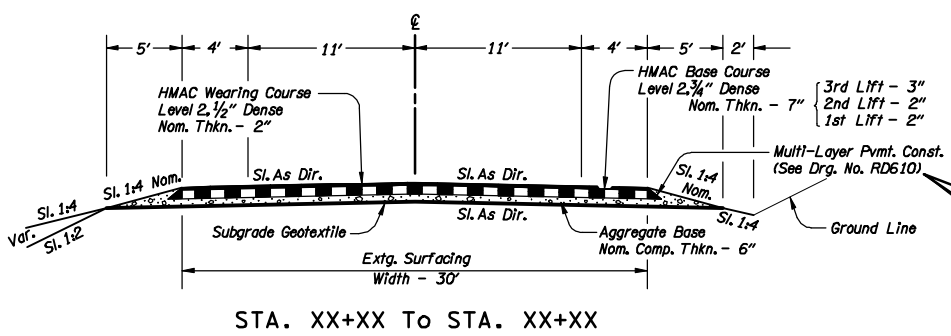 ℄
5' 4' 11' 11' 4' 5' 2'
HMAC Wearing Course
Level 2, 1/2" Dense
Nom. Thkn. - 2"
HMAC Base Course
Level 2, 3/4" Dense
Nom. Thkn. - 7"
3rd Lift - 3"
2nd Lift - 2"
1st Lift - 2"
Multi-Layer Pvmt. Const.
(See Drg. No. RD610)
Sl. 1:4 Nom.
Sl. As Dir.
Sl. As Dir.
Sl. 1:4
Nom.
Sl. 1:4
Var.
Sl. 1:2
Subgrade Geotextile
Sl. As Dir.
Aggregate Base
Nom. Comp. Thkn. - 6"
Sl. 1:4
Ground Line
Extg. Surfacing
Width - 30'
STA. XX+XX To STA. XX+XX